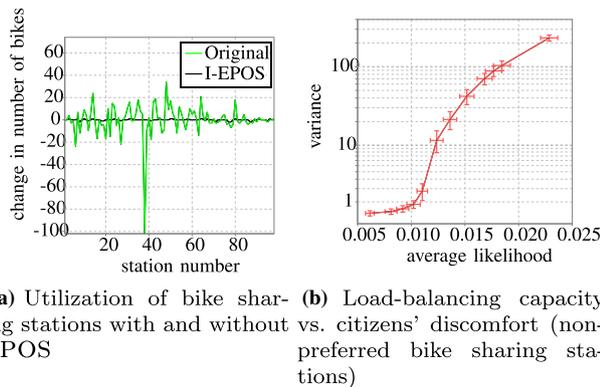 change in number of bikes
60
40
20
0
-20
-40
-60
-80
-100
Original
I-EPOS
20 40 60 80
station number
variance
100
10
1
0.005 0.010 0.015 0.020 0.025
average likelihood
a) Utilization of bike shar-
g stations with and without
POS
(b) Load-balancing capacity
vs. citizens' discomfort (non-
preferred bike sharing sta-
tions)